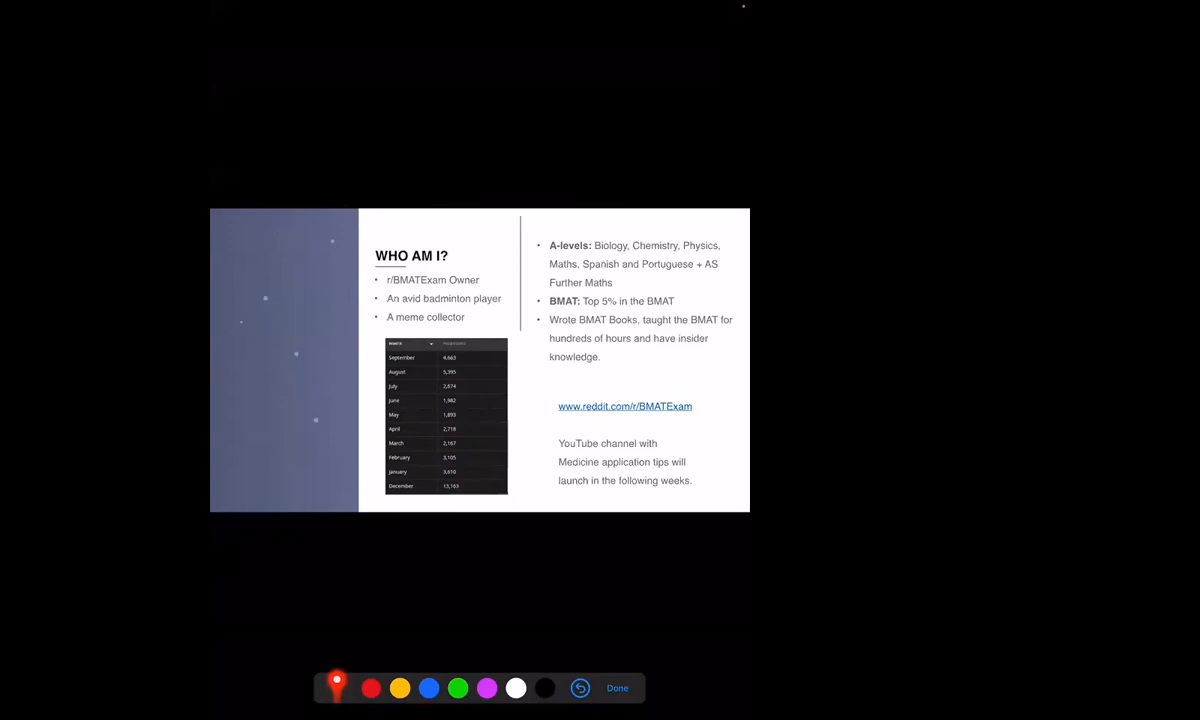 WHO AM I?
• r/BMATExam Owner
• An avid badminton player
• A meme collector
September 4,663
August 5,395
July 2,674
June 1,982
May 1,893
April 2,718
March 2,167
February 3,105
January 3,610
December 13,163
• A-levels: Biology, Chemistry, Physics,
Maths, Spanish and Portuguese + AS
Further Maths
• BMAT: Top 5% in the BMAT
• Wrote BMAT Books, taught the BMAT for
hundreds of hours and have insider
knowledge.
www.reddit.com/r/BMATExam
YouTube channel with
Medicine application tips will
launch in the following weeks.
Done